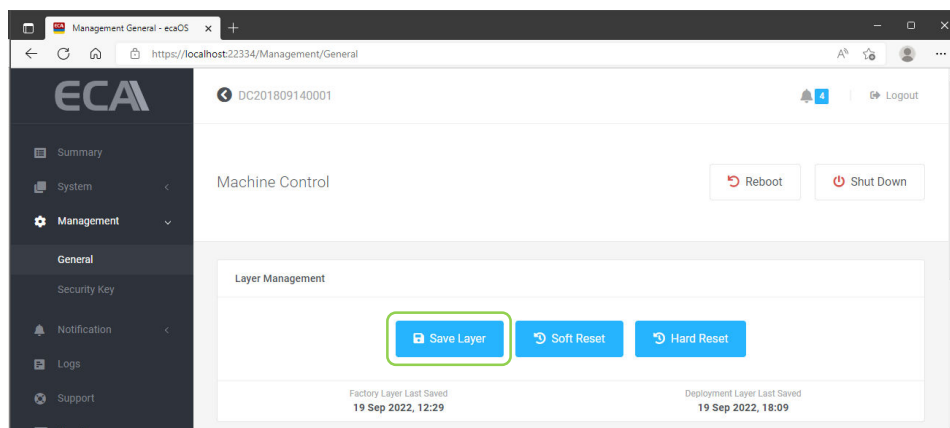 Management General - ecaOS
https://localhost:22334/Management/General
ECA
DC201809140001
4
Logout
Summary
System
Machine Control
Reboot
Shut Down
Management
General
Layer Management
Security Key
Save Layer
Soft Reset
Hard Reset
Notification
Logs
Factory Layer Last Saved
Deployment Layer Last Saved
19 Sep 2022, 12:29
19 Sep 2022, 18:09
Support